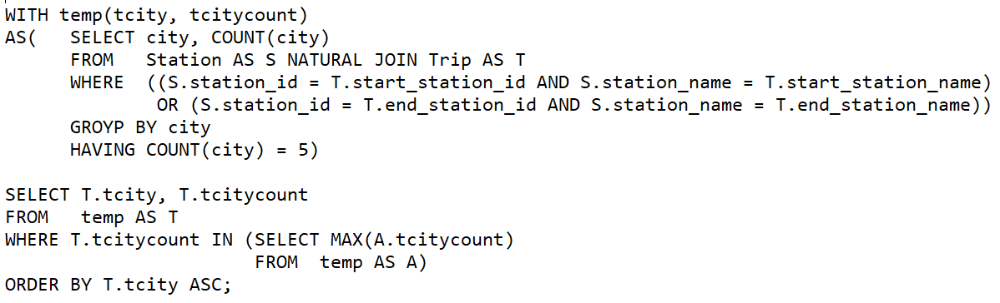 WITH temp(tcity, tcitycount)
AS(   SELECT city, COUNT(city)
      FROM   Station AS S NATURAL JOIN Trip AS T
      WHERE  ((S.station_id = T.start_station_id AND S.station_name = T.start_station_name)
              OR (S.station_id = T.end_station_id AND S.station_name = T.end_station_name))
      GROYP BY city
      HAVING COUNT(city) = 5)

SELECT T.tcity, T.tcitycount
FROM   temp AS T
WHERE T.tcitycount IN (SELECT MAX(A.tcitycount)
                       FROM  temp AS A)
ORDER BY T.tcity ASC;